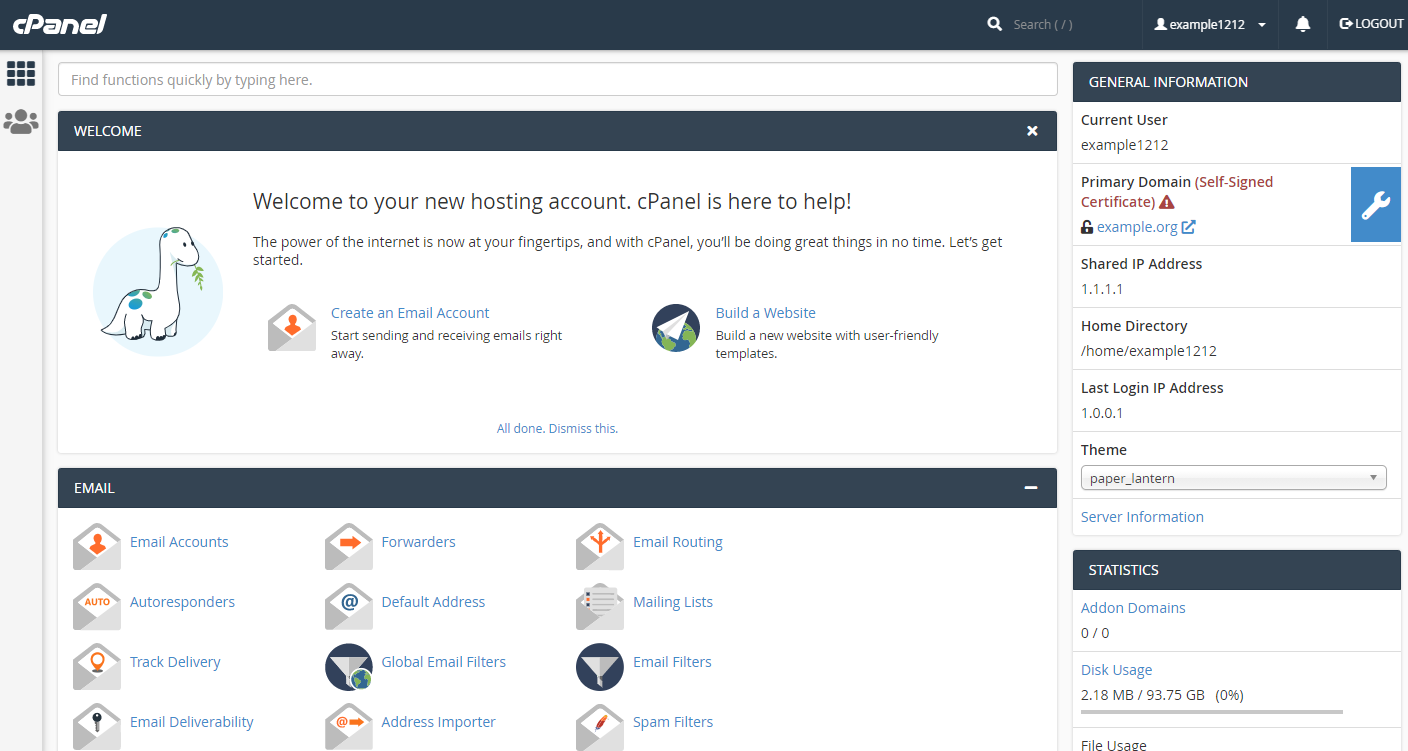 cPanel
Search ( / )
example1212
LOGOUT
Find functions quickly by typing here.
WELCOME
Welcome to your new hosting account. cPanel is here to help!
The power of the internet is now at your fingertips, and with cPanel, you’ll be doing great things in no time. Let’s get
started.
Create an Email Account
Start sending and receiving emails right
away.
Build a Website
Build a new website with user-friendly
templates.
All done. Dismiss this.
EMAIL
Email Accounts
Forwarders
Email Routing
AUTO
Autoresponders
@
Default Address
Mailing Lists
Track Delivery
Global Email Filters
Email Filters
Email Deliverability
@
Address Importer
Spam Filters
GENERAL INFORMATION
Current User
example1212
Primary Domain (Self-Signed
Certificate)
example.org
Shared IP Address
1.1.1.1
Home Directory
/home/example1212
Last Login IP Address
1.0.0.1
Theme
paper_lantern
Server Information
STATISTICS
Addon Domains
0 / 0
Disk Usage
2.18 MB / 93.75 GB (0%)
File Usage